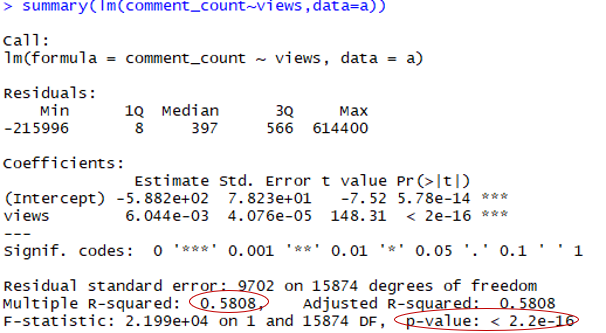 > summary(lm(comment_count~views,data=a))
Call:
lm(formula = comment_count ~ views, data = a)
Residuals:
Min 1Q Median 3Q Max
-215996 8 397 566 614400
Coefficients:
Estimate Std. Error t value Pr(>|t|)
(Intercept) -5.882e+02 7.823e+01 -7.52 5.78e-14 ***
views 6.044e-03 4.076e-05 148.31 < 2e-16 ***
---
Signif. codes: 0 '***' 0.001 '**' 0.01 '*' 0.05 '.' 0.1 ' ' 1
Residual standard error: 9702 on 15874 degrees of freedom
Multiple R-squared: 0.5808, Adjusted R-squared: 0.5808
F-statistic: 2.199e+04 on 1 and 15874 DF, p-value: < 2.2e-16